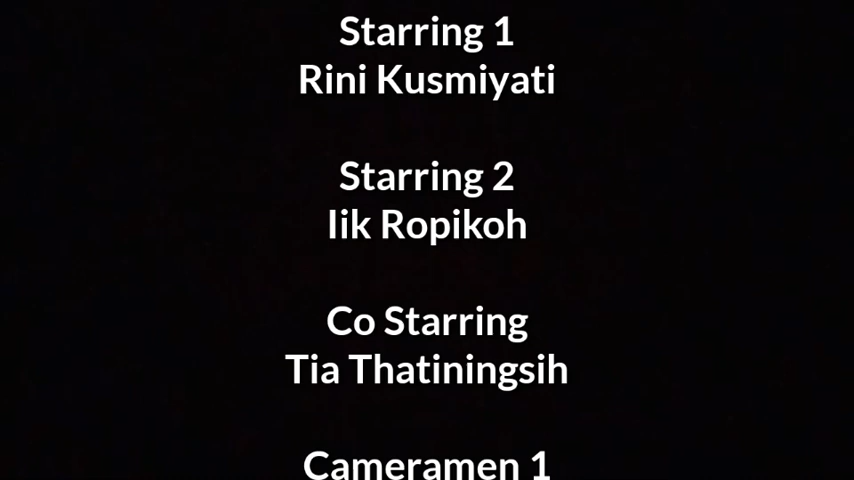 Starring 1
Rini Kusmiyati
Starring 2
Iik Ropikoh
Co Starring
Tia Thatiningsih
Cameramen 1